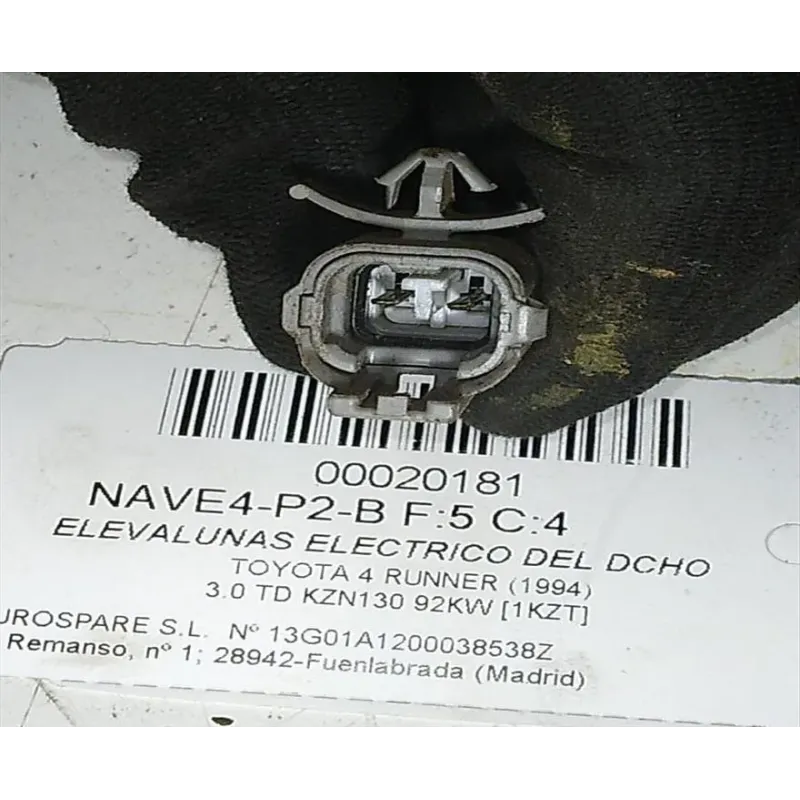 00020181
NAVE4-P2-B F:5 C:4
ELEVALUNAS ELECTRICO DEL DCHO
TOYOTA 4 RUNNER (1994)
3.0 TD KZN130 92KW [1KZT]
UROSPARE S.L. Nº 13G01A1200038538Z
Remanso, nº 1; 28942-Fuenlabrada (Madrid)